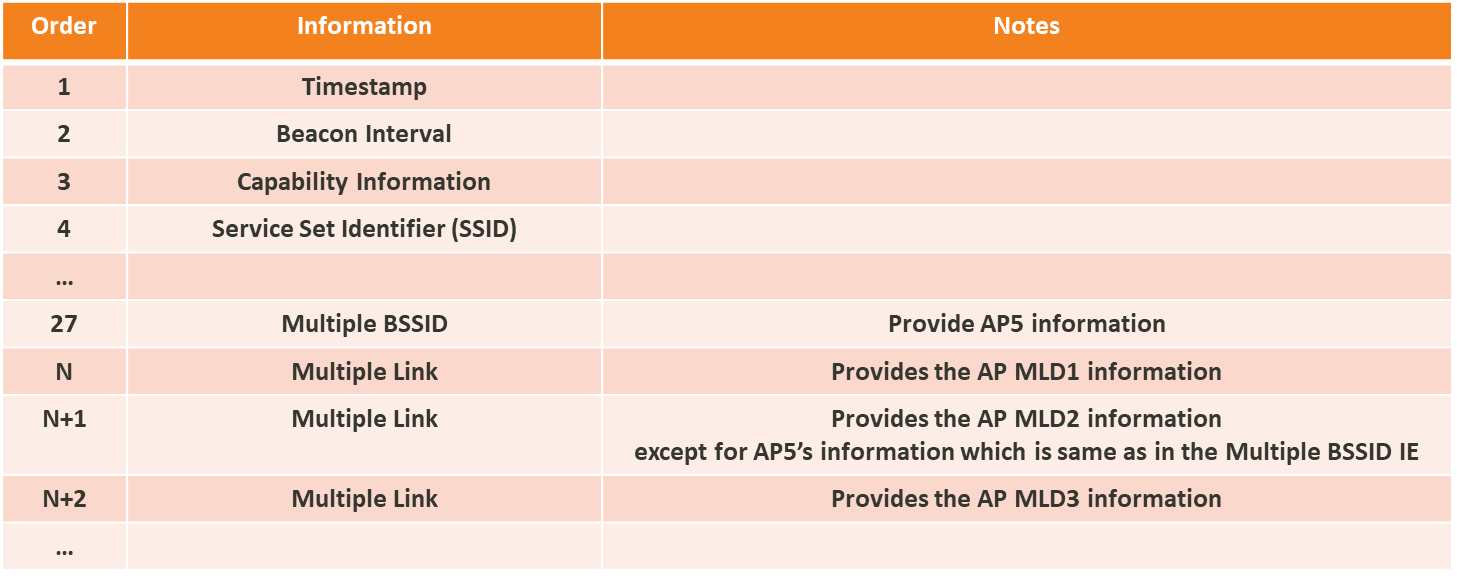 Order Information Notes
1 Timestamp
2 Beacon Interval
3 Capability Information
4 Service Set Identifier (SSID)
...
27 Multiple BSSID Provide AP5 information
N Multiple Link Provides the AP MLD1 information
N+1 Multiple Link Provides the AP MLD2 information
except for AP5’s information which is same as in the Multiple BSSID IE
N+2 Multiple Link Provides the AP MLD3 information
...